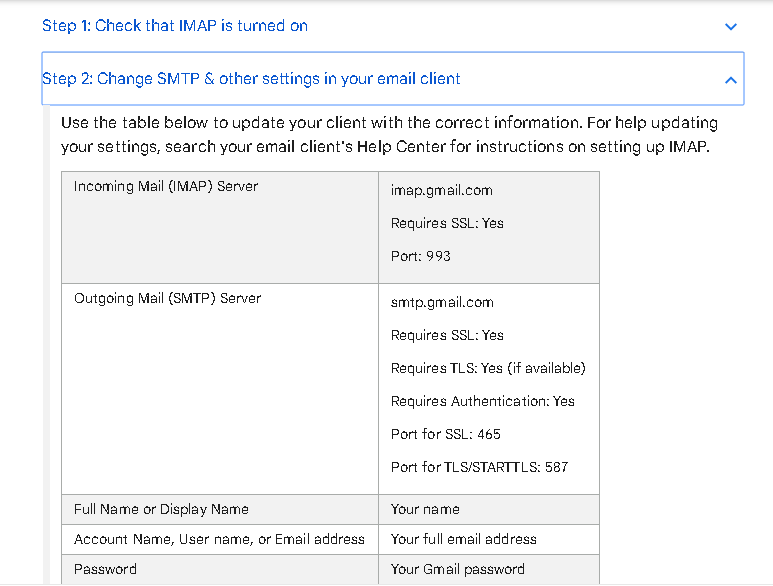 Step 1: Check that IMAP is turned on
Step 2: Change SMTP & other settings in your email client
Use the table below to update your client with the correct information. For help updating
your settings, search your email client's Help Center for instructions on setting up IMAP.
Incoming Mail (IMAP) Server
imap.gmail.com
Requires SSL: Yes
Port: 993
Outgoing Mail (SMTP) Server
smtp.gmail.com
Requires SSL: Yes
Requires TLS: Yes (if available)
Requires Authentication: Yes
Port for SSL: 465
Port for TLS/STARTTLS: 587
Full Name or Display Name
Your name
Account Name, User name, or Email address
Your full email address
Password
Your Gmail password